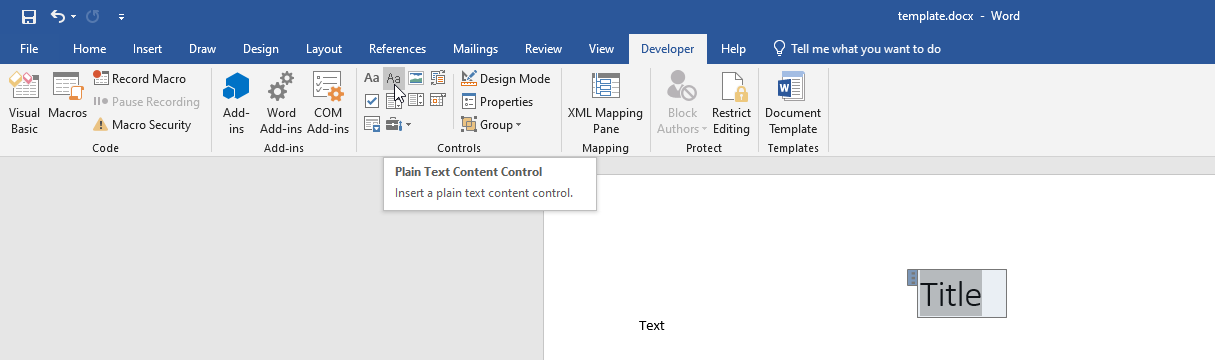 template.docx - Word
File Home Insert Draw Design Layout References Mailings Review View Developer Help Tell me what you want to do
Visual Basic
Macros
Record Macro
Pause Recording
Macro Security
Code
Add-ins
Word Add-ins
COM Add-ins
Add-ins
Aa Aa
Design Mode
Properties
Group
Controls
XML Mapping Pane
Mapping
Block Authors
Restrict Editing
Protect
Document Template
Templates
Plain Text Content Control
Insert a plain text content control.
Title
Text